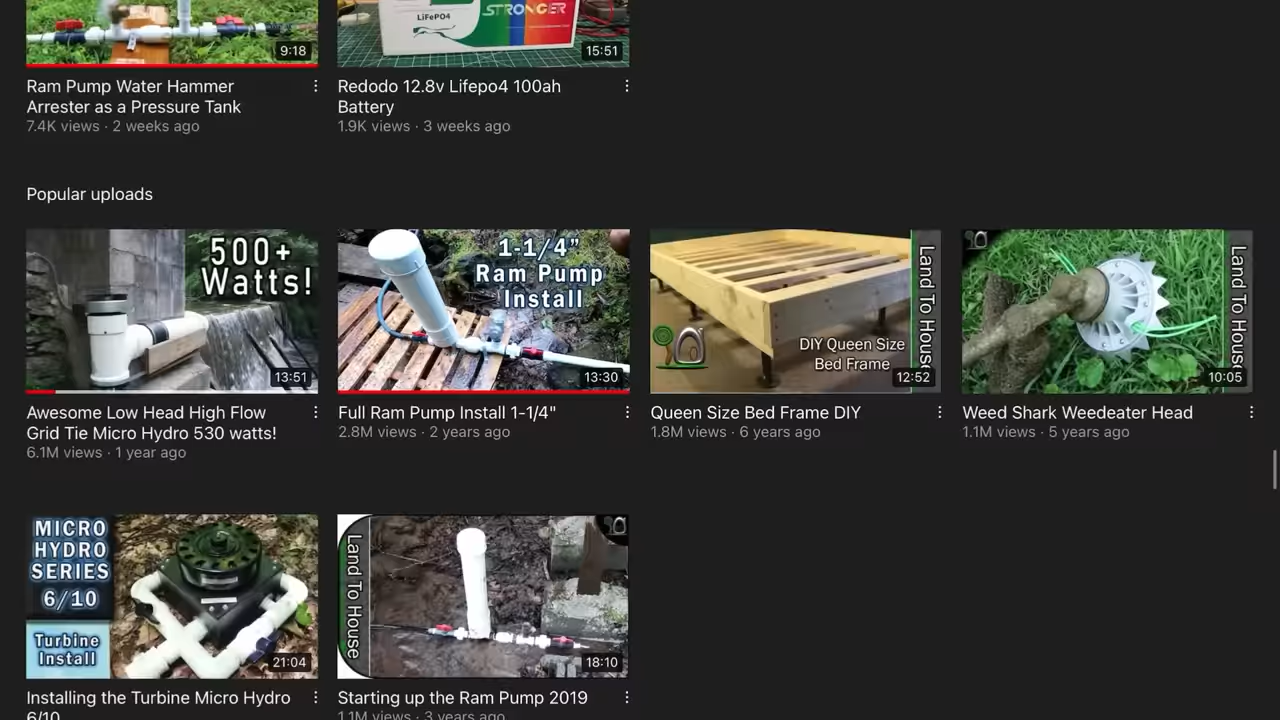 LiFePO4
STRONGER
9:18
15:51
Ram Pump Water Hammer
Arrester as a Pressure Tank
7.4K views · 2 weeks ago
Redodo 12.8v Lifepo4 100ah
Battery
1.9K views · 3 weeks ago
Popular uploads
500+
Watts!
13:51
1-1/4”
Ram Pump
Install
13:30
Land To House
DIY Queen Size
Bed Frame
12:52
Land To House
10:05
Awesome Low Head High Flow
Grid Tie Micro Hydro 530 watts!
6.1M views · 1 year ago
Full Ram Pump Install 1-1/4"
2.8M views · 2 years ago
Queen Size Bed Frame DIY
1.8M views · 6 years ago
Weed Shark Weedeater Head
1.1M views · 5 years ago
MICRO
HYDRO
SERIES
6/10
Turbine
Install
21:04
Land To House
18:10
Installing the Turbine Micro Hydro
6/10
Starting up the Ram Pump 2019
1.1M views · 3 years ago